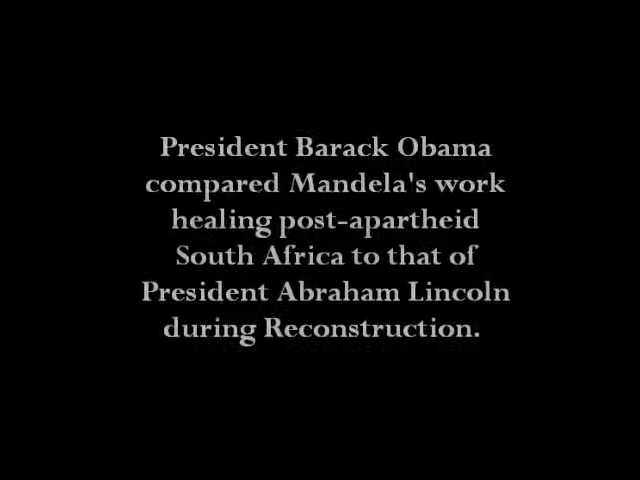 President Barack Obama
compared Mandela's work
healing post-apartheid
South Africa to that of
President Abraham Lincoln
during Reconstruction.